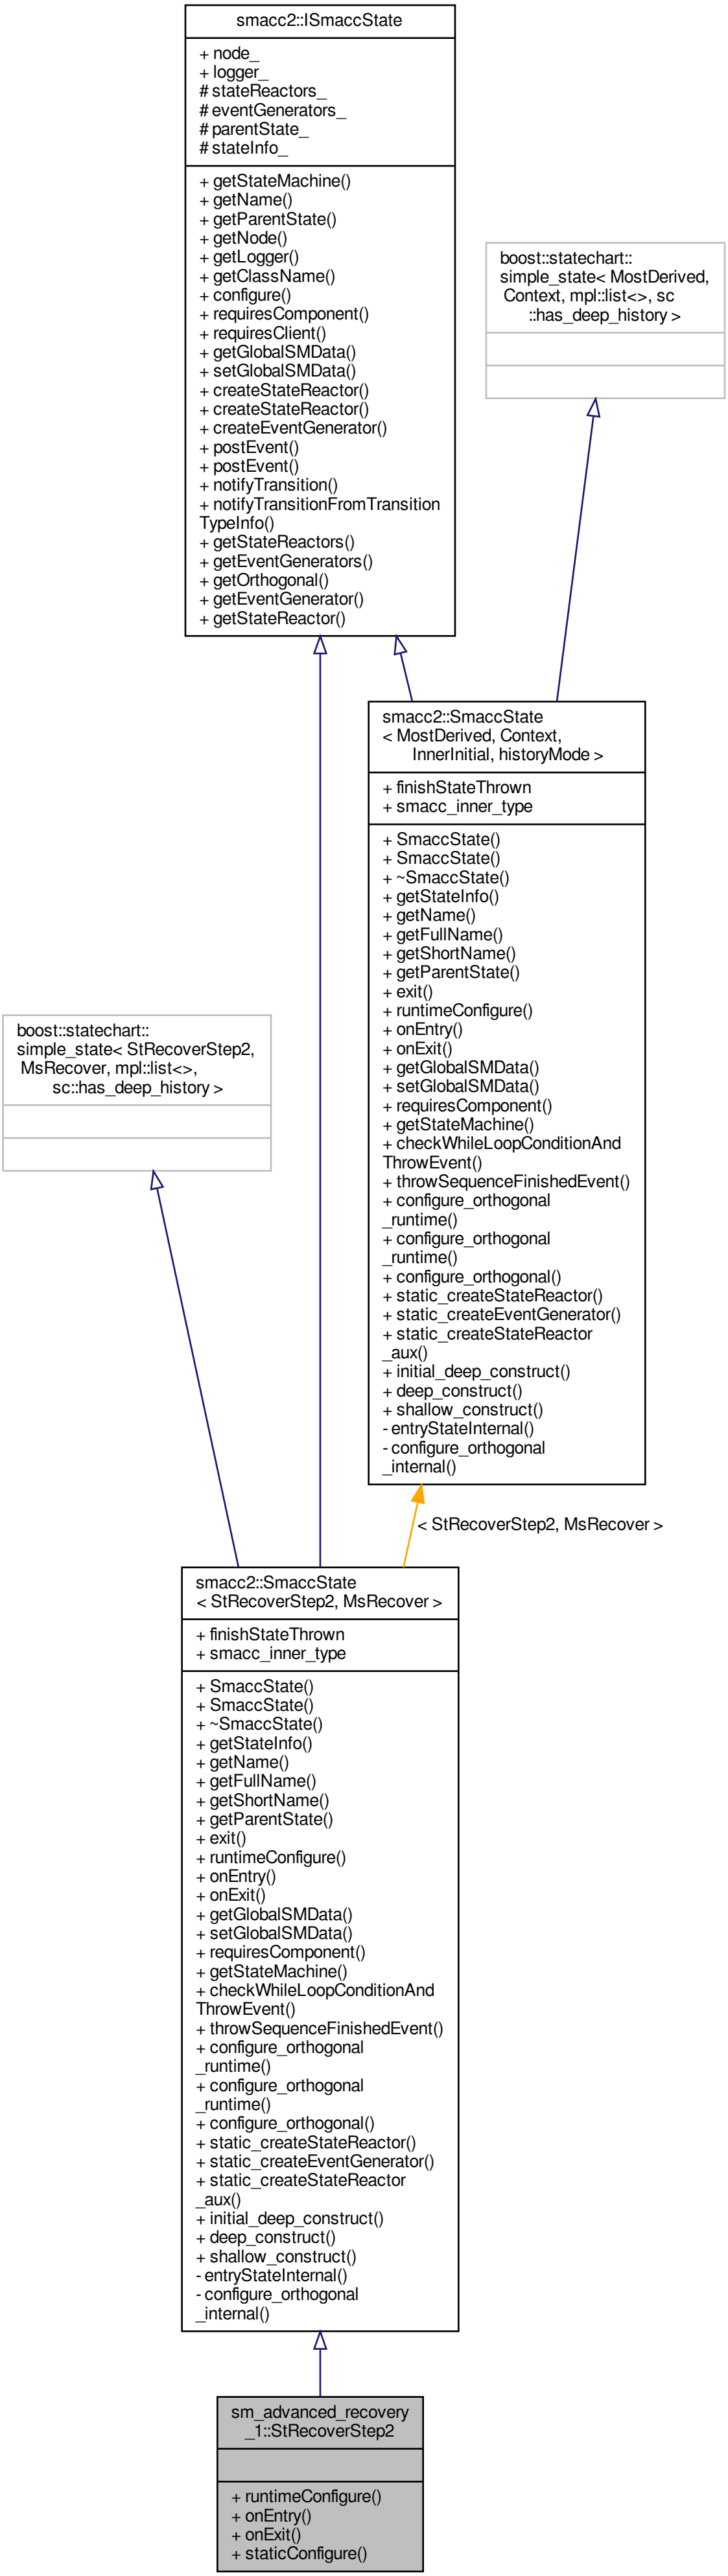 smacc2::ISmaccState
+ node_
+ logger_
# stateReactors_
# eventGenerators_
# parentState_
# stateInfo_
+ getStateMachine()
+ getName()
+ getParentState()
+ getNode()
+ getLogger()
+ getClassName()
+ configure()
+ requiresComponent()
+ requiresClient()
+ getGlobalSMData()
+ setGlobalSMData()
+ createStateReactor()
+ createStateReactor()
+ createEventGenerator()
+ postEvent()
+ postEvent()
+ notifyTransition()
+ notifyTransitionFromTransition
TypeInfo()
+ getStateReactors()
+ getEventGenerators()
+ getOrthogonal()
+ getEventGenerator()
+ getStateReactor()
boost::statechart::
simple_state< MostDerived,
Context, mpl::list<>, sc
::has_deep_history >
smacc2::SmaccState
< MostDerived, Context,
InnerInitial, historyMode >
+ finishStateThrown
+ smacc_inner_type
+ SmaccState()
+ SmaccState()
+ ~SmaccState()
+ getStateInfo()
+ getName()
+ getFullName()
+ getShortName()
+ getParentState()
+ exit()
+ runtimeConfigure()
+ onEntry()
+ onExit()
+ getGlobalSMData()
+ setGlobalSMData()
+ requiresComponent()
+ getStateMachine()
+ checkWhileLoopConditionAnd
ThrowEvent()
+ throwSequenceFinishedEvent()
+ configure_orthogonal
_runtime()
+ configure_orthogonal
_runtime()
+ configure_orthogonal()
+ static_createStateReactor()
+ static_createEventGenerator()
+ static_createStateReactor
_aux()
+ initial_deep_construct()
+ deep_construct()
+ shallow_construct()
- entryStateInternal()
- configure_orthogonal
_internal()
boost::statechart::
simple_state< StRecoverStep2,
MsRecover, mpl::list<>,
sc::has_deep_history >
< StRecoverStep2, MsRecover >
smacc2::SmaccState
< StRecoverStep2, MsRecover >
+ finishStateThrown
+ smacc_inner_type
+ SmaccState()
+ SmaccState()
+ ~SmaccState()
+ getStateInfo()
+ getName()
+ getFullName()
+ getShortName()
+ getParentState()
+ exit()
+ runtimeConfigure()
+ onEntry()
+ onExit()
+ getGlobalSMData()
+ setGlobalSMData()
+ requiresComponent()
+ getStateMachine()
+ checkWhileLoopConditionAnd
ThrowEvent()
+ throwSequenceFinishedEvent()
+ configure_orthogonal
_runtime()
+ configure_orthogonal
_runtime()
+ configure_orthogonal()
+ static_createStateReactor()
+ static_createEventGenerator()
+ static_createStateReactor
_aux()
+ initial_deep_construct()
+ deep_construct()
+ shallow_construct()
- entryStateInternal()
- configure_orthogonal
_internal()
sm_advanced_recovery
_1::StRecoverStep2
+ runtimeConfigure()
+ onEntry()
+ onExit()
+ staticConfigure()